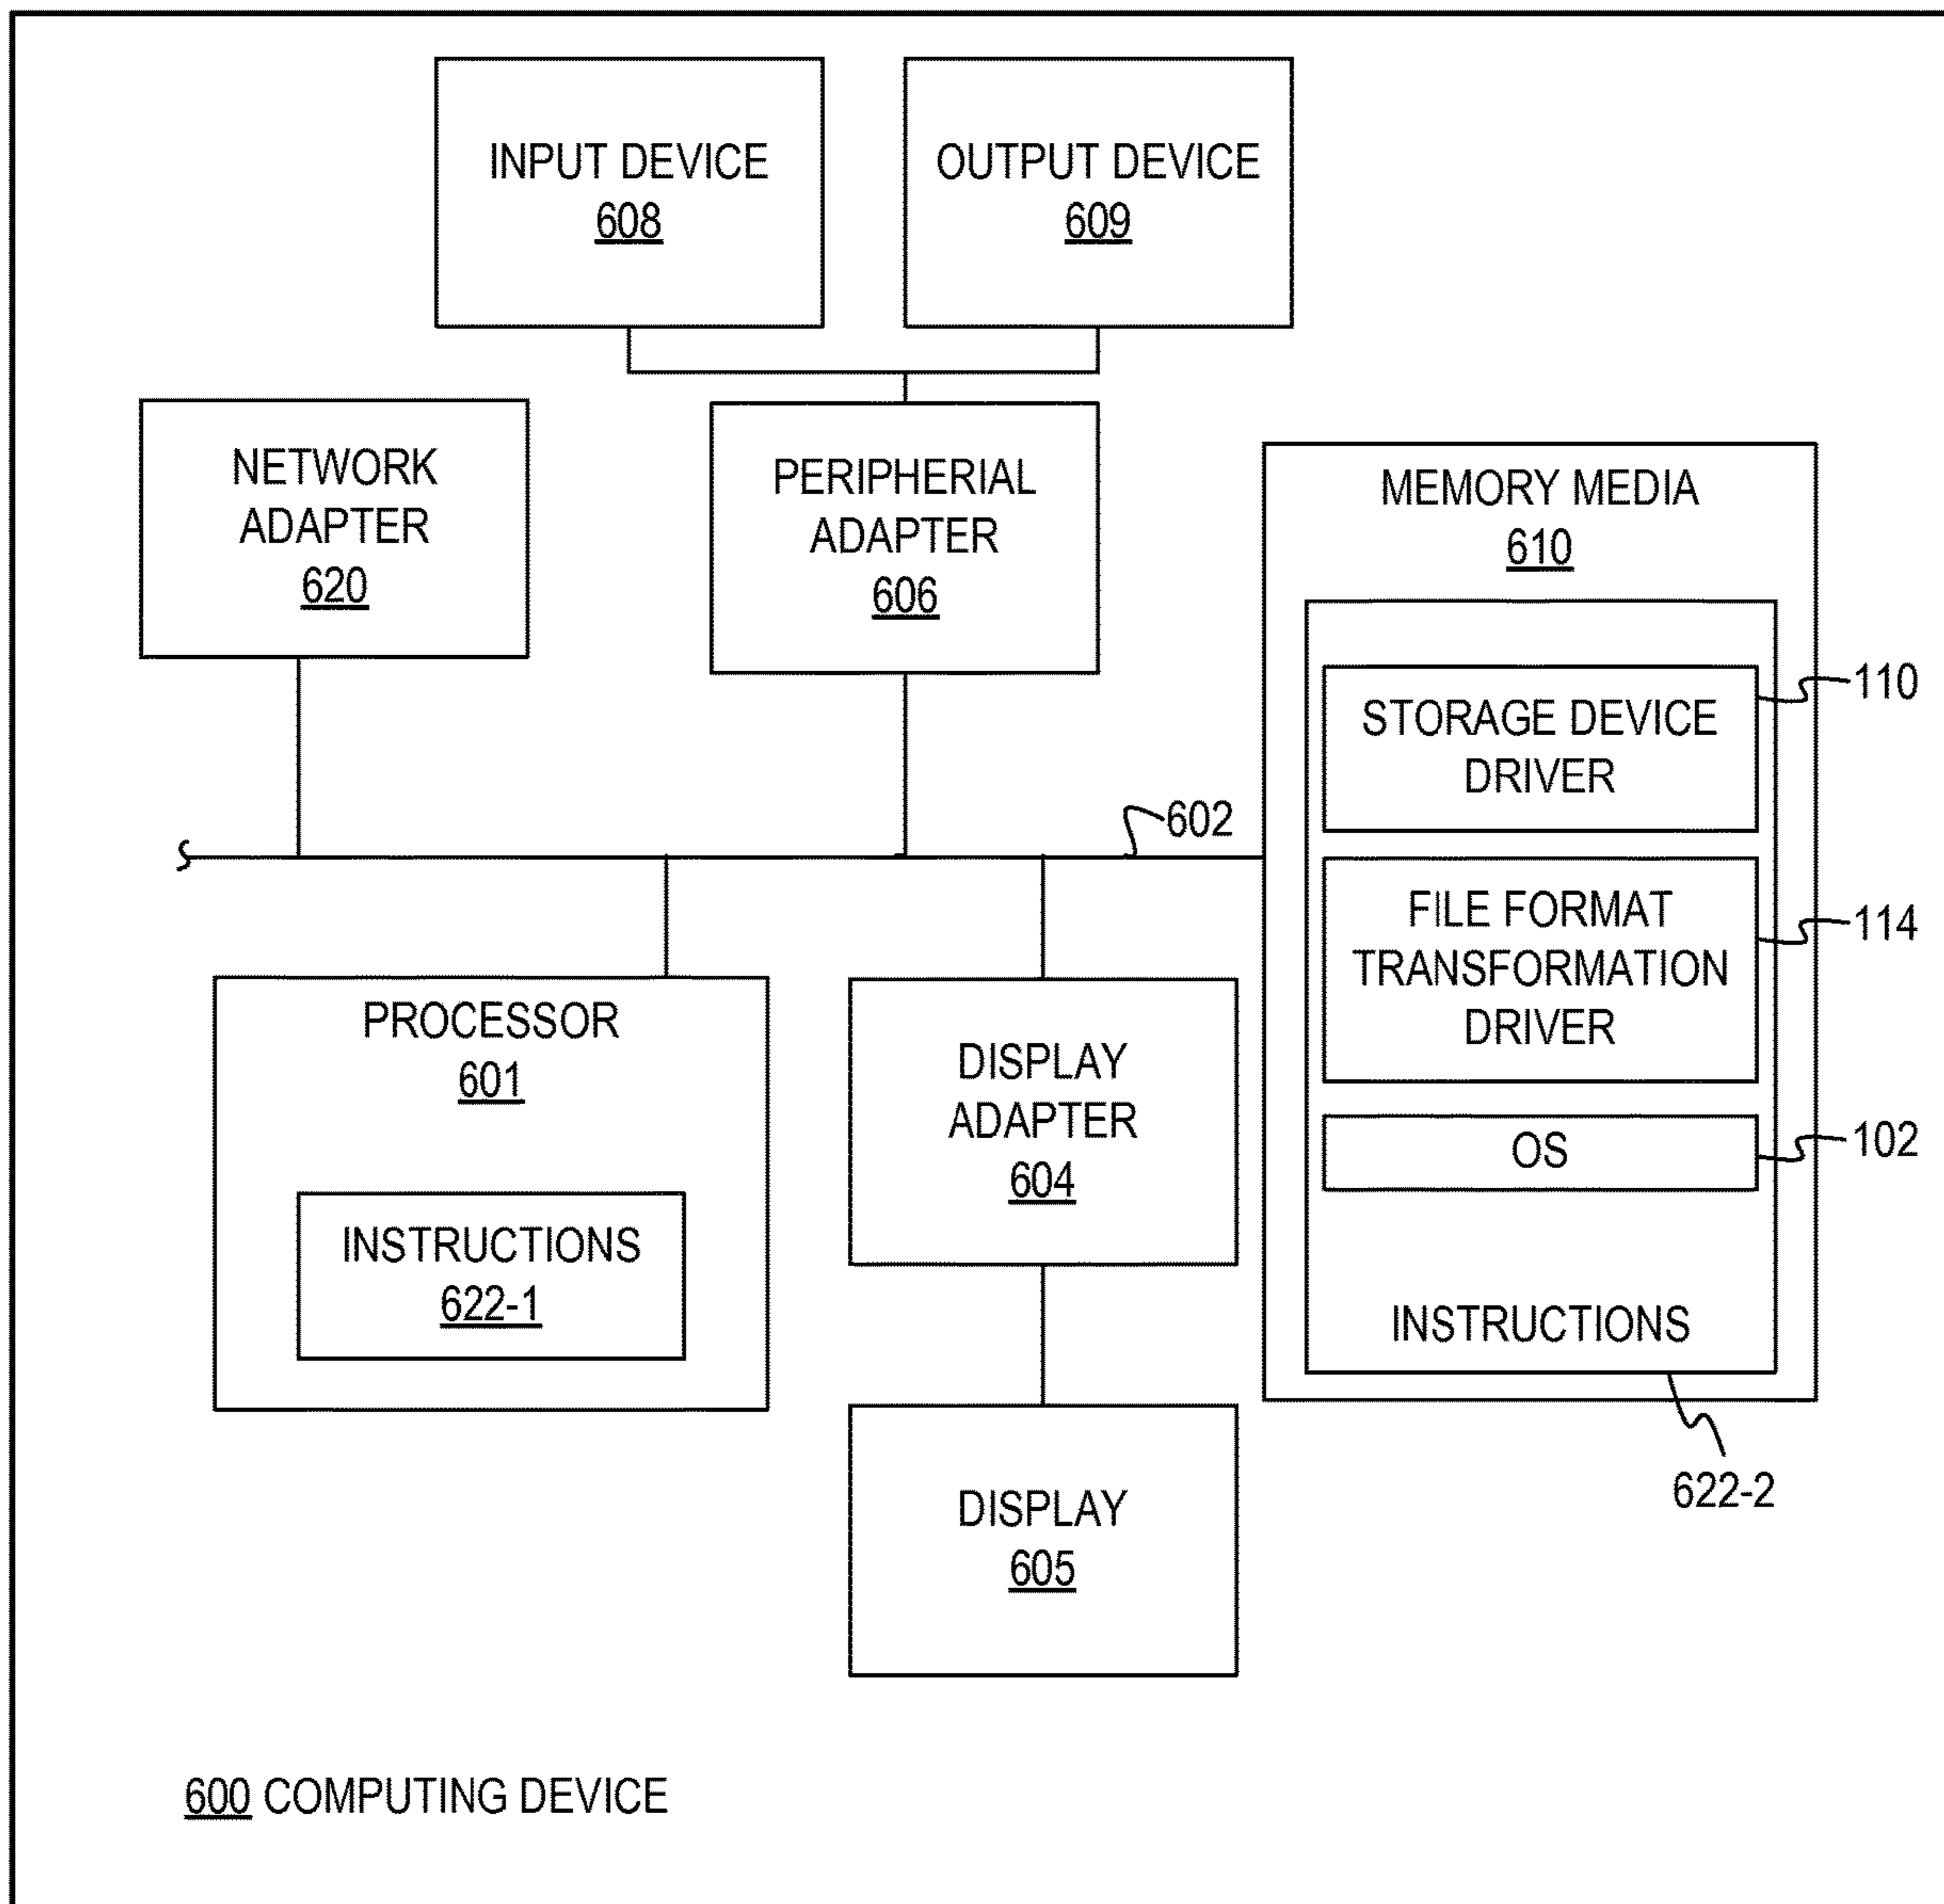 INPUT DEVICE
608
OUTPUT DEVICE
609
NETWORK
ADAPTER
620
PERIPHERIAL
ADAPTER
606
MEMORY MEDIA
610
STORAGE DEVICE
DRIVER
110
602
FILE FORMAT
TRANSFORMATION
DRIVER
114
PROCESSOR
601
INSTRUCTIONS
622-1
DISPLAY
ADAPTER
604
OS
102
INSTRUCTIONS
622-2
DISPLAY
605
600 COMPUTING DEVICE